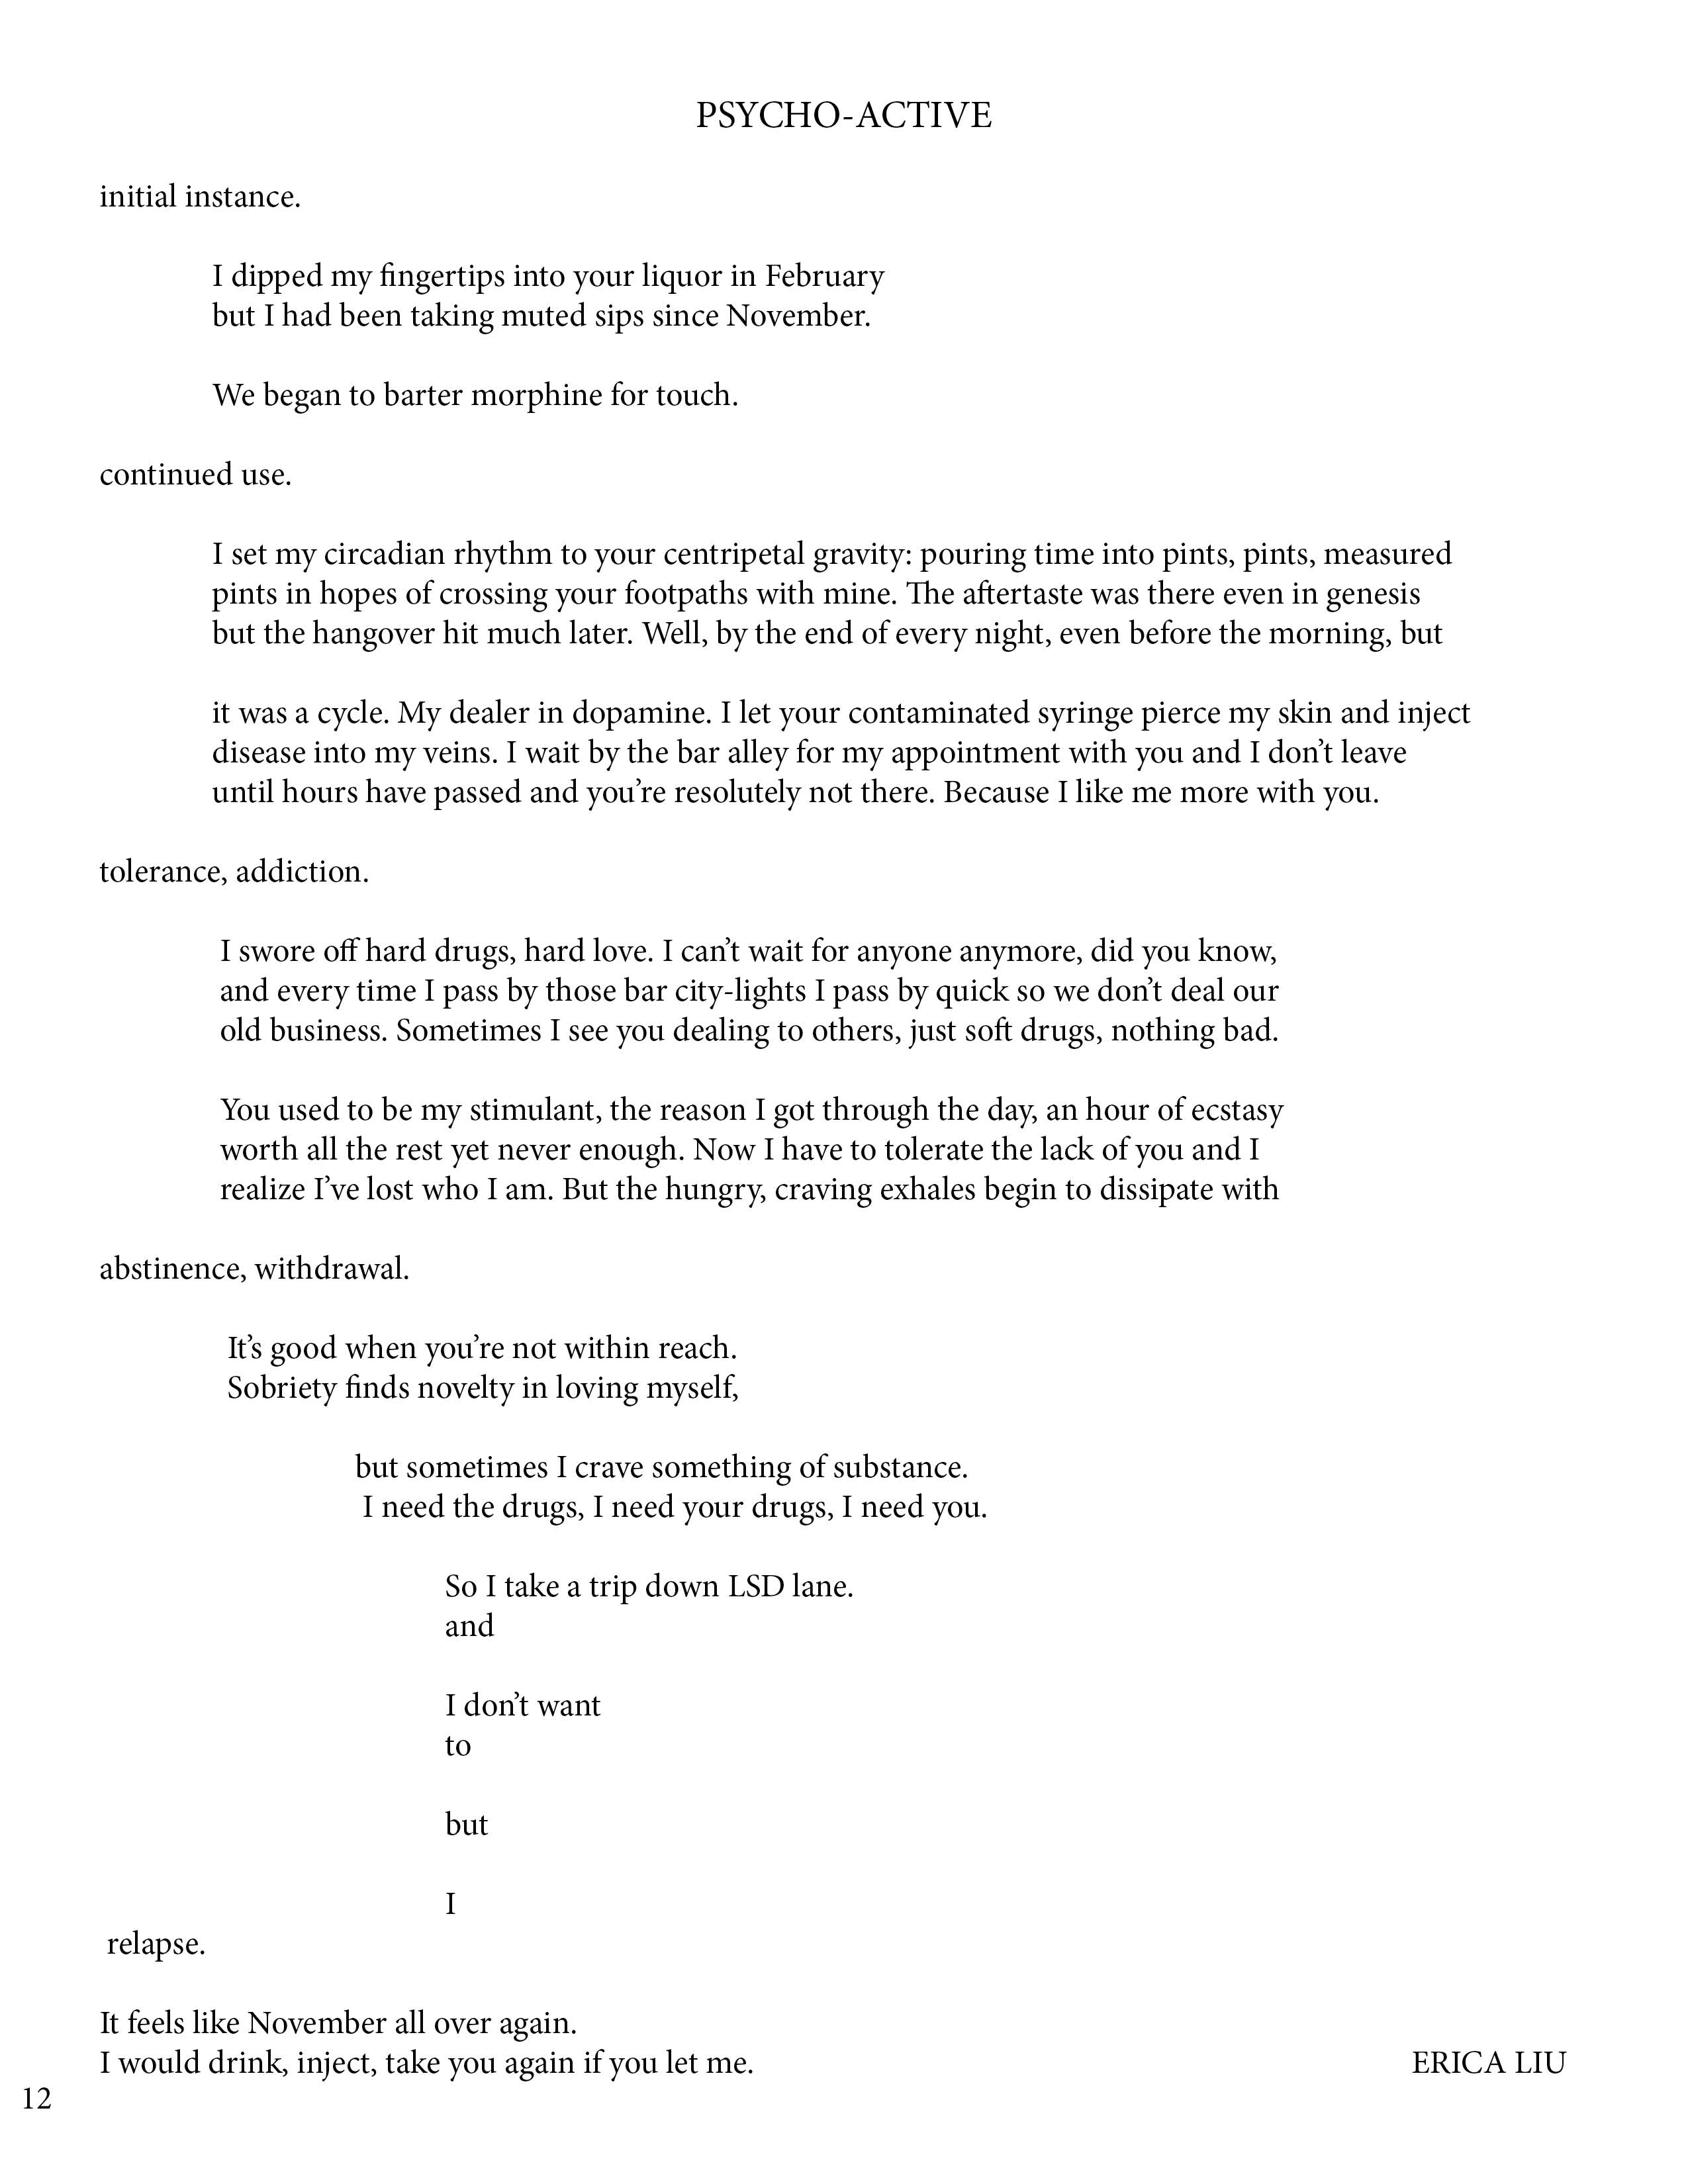 PSYCHO-ACTIVE
initial instance.
I dipped my fingertips into your liquor in February
but I had been taking muted sips since November.
We began to barter morphine for touch.
continued use.
I set my circadian rhythm to your centripetal gravity: pouring time into pints, pints, measured
pints in hopes of crossing your footpaths with mine. The aftertaste was there even in genesis
but the hangover hit much later. Well, by the end of every night, even before the morning, but
it was a cycle. My dealer in dopamine. I let your contaminated syringe pierce my skin and inject
disease into my veins. I wait by the bar alley for my appointment with you and I don’t leave
until hours have passed and you’re resolutely not there. Because I like me more with you.
tolerance, addiction.
I swore off hard drugs, hard love. I can’t wait for anyone anymore, did you know,
and every time I pass by those bar city-lights I pass by quick so we don’t deal our
old business. Sometimes I see you dealing to others, just soft drugs, nothing bad.
You used to be my stimulant, the reason I got through the day, an hour of ecstasy
worth all the rest yet never enough. Now I have to tolerate the lack of you and I
realize I’ve lost who I am. But the hungry, craving exhales begin to dissipate with
abstinence, withdrawal.
It’s good when you’re not within reach.
Sobriety finds novelty in loving myself,
but sometimes I crave something of substance.
I need the drugs, I need your drugs, I need you.
So I take a trip down LSD lane.
and
I don’t want
to
but
I
relapse.
It feels like November all over again.
I would drink, inject, take you again if you let me.
ERICA LIU
12